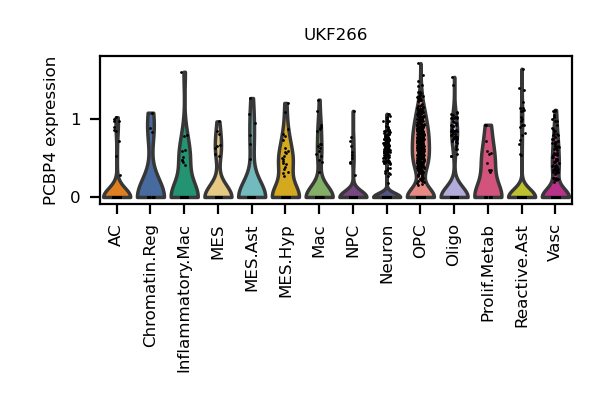 UKF266
PCBP4 expression
1
0
AC
Chromatin.Reg
Inflammatory.Mac
MES
MES.Ast
MES.Hyp
Mac
NPC
Neuron
OPC
Oligo
Prolif.Metab
Reactive.Ast
Vasc